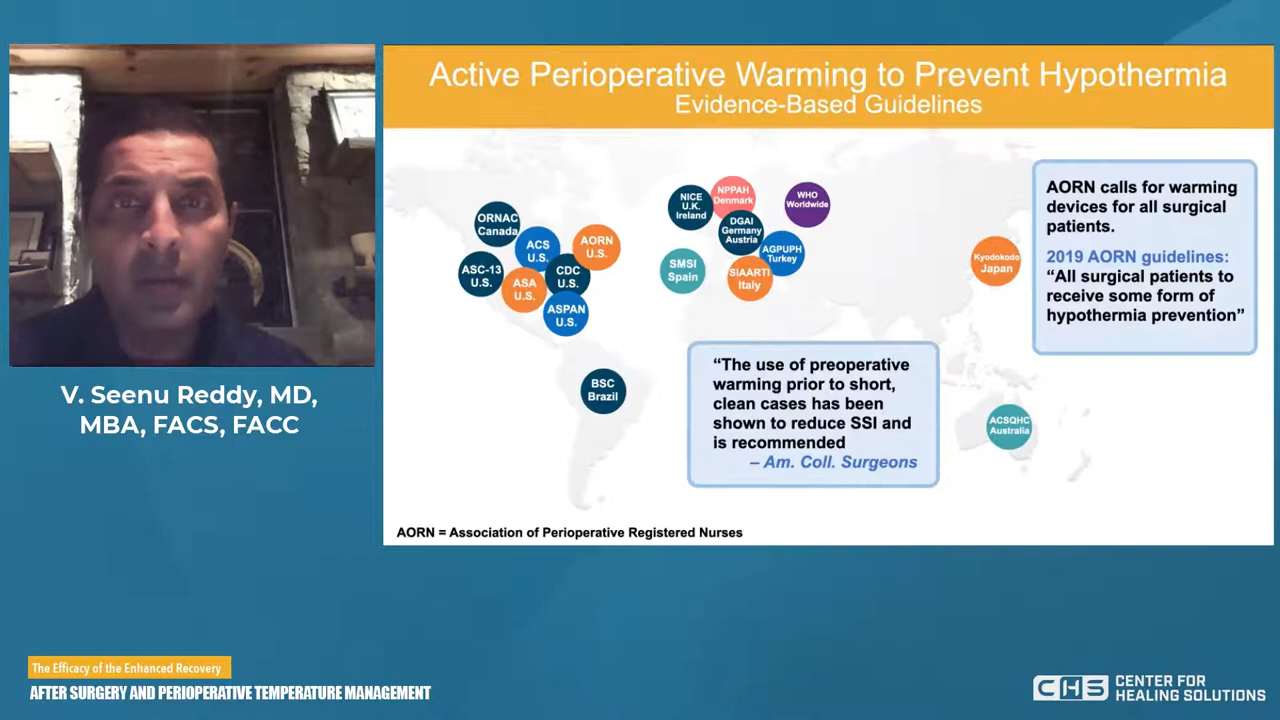 Active Perioperative Warming to Prevent Hypothermia
Evidence-Based Guidelines
ORNAC
Canada
ACS
U.S.
AORN
U.S.
ASC-13
U.S.
ASA
U.S.
CDC
U.S.
ASPAN
U.S.
BSC
Brazil
NICE
U.K.
Ireland
NPPAH
Denmark
DGAI
Germany
Austria
WHO
Worldwide
AGPUPH
Turkey
SMSI
Spain
SIAARTI
Italy
Kyodokodo
Japan
ACSQHC
Australia
AORN calls for warming
devices for all surgical
patients.
2019 AORN guidelines:
“All surgical patients to
receive some form of
hypothermia prevention”
“The use of preoperative
warming prior to short,
clean cases has been
shown to reduce SSI and
is recommended
– Am. Coll. Surgeons
AORN = Association of Perioperative Registered Nurses
V. Seenu Reddy, MD,
MBA, FACS, FACC
The Efficacy of the Enhanced Recovery
AFTER SURGERY AND PERIOPERATIVE TEMPERATURE MANAGEMENT
CHS
CENTER FOR
HEALING SOLUTIONS